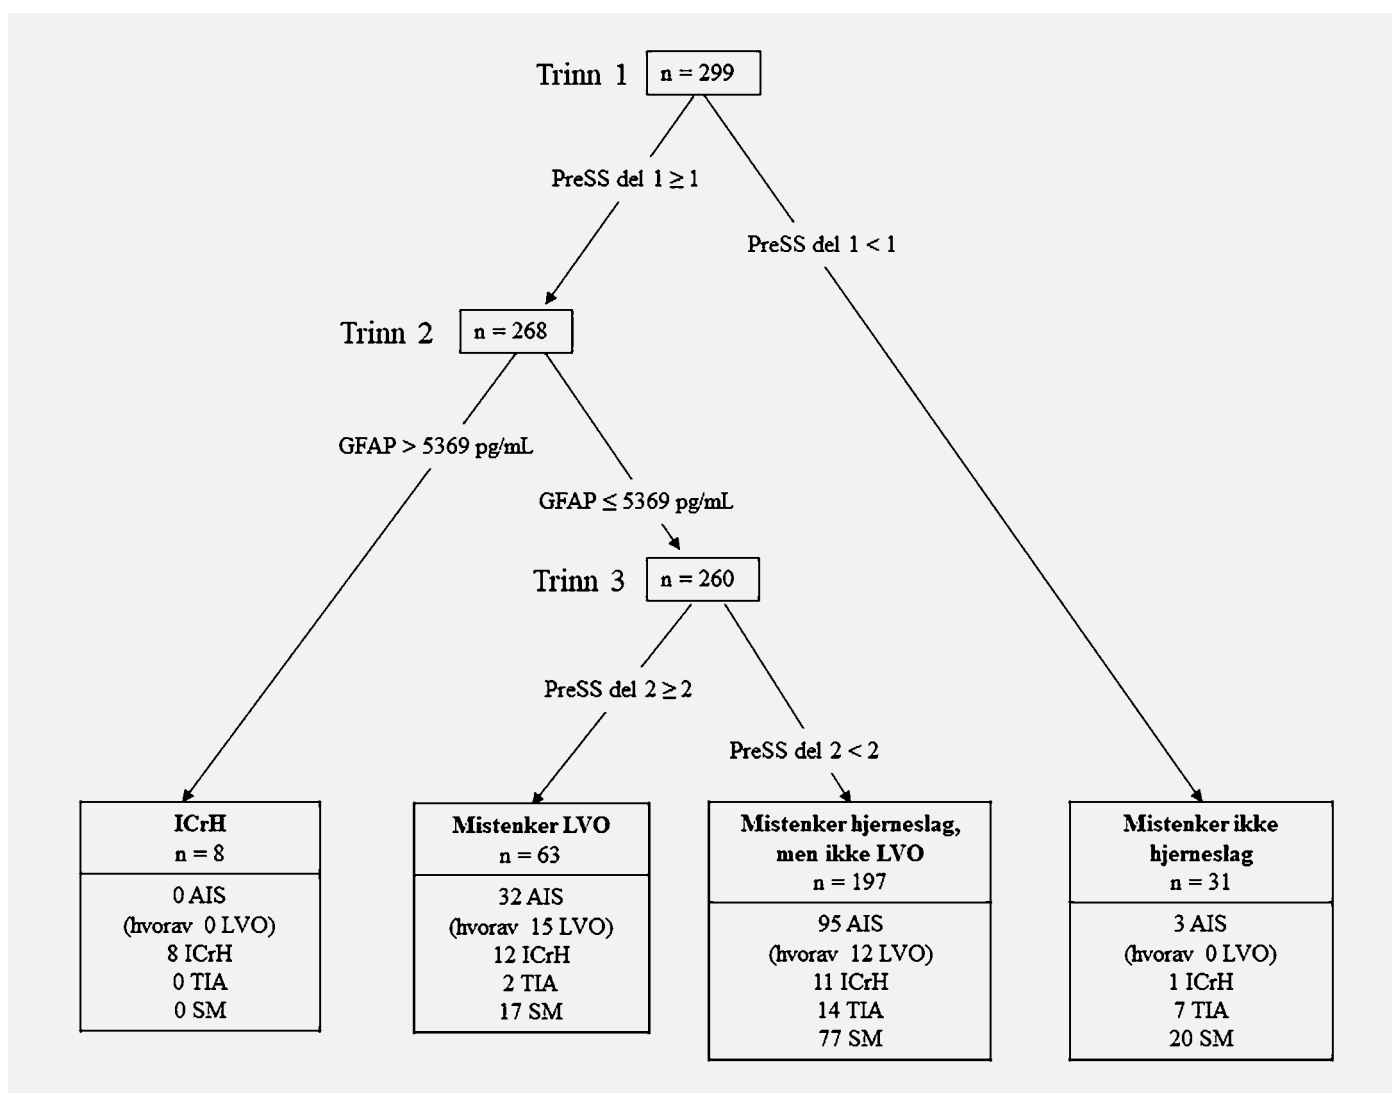 Trinn 1
n = 299
PreSS del 1 ≥ 1
PreSS del 1 < 1
Trinn 2
n = 268
GFAP > 5369 pg/mL
GFAP ≤ 5369 pg/mL
Trinn 3
n = 260
PreSS del 2 ≥ 2
PreSS del 2 < 2
ICrH
n = 8
0 AIS
(hvorav 0 LVO)
8 ICrH
0 TIA
0 SM
Mistenker LVO
n = 63
32 AIS
(hvorav 15 LVO)
12 ICrH
2 TIA
17 SM
Mistenker hjerneslag,
men ikke LVO
n = 197
95 AIS
(hvorav 12 LVO)
11 ICrH
14 TIA
77 SM
Mistenker ikke
hjerneslag
n = 31
3 AIS
(hvorav 0 LVO)
1 ICrH
7 TIA
20 SM